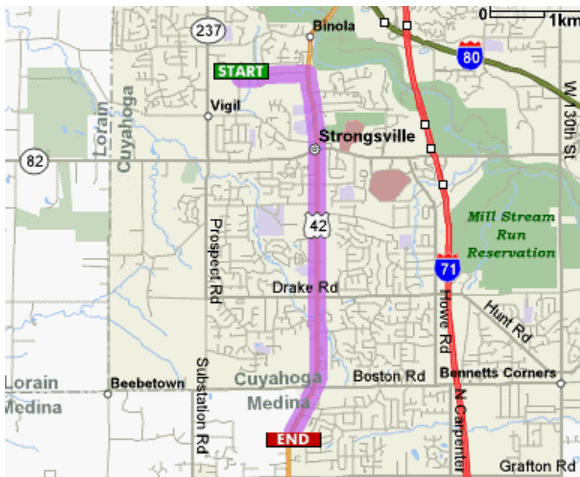 0 1km
Binola
237
80
START
W. 130th St
Vigil
Lorain
Cuyahoga
Strongsville
82
Mill Stream
Run
Reservation
42
Prospect Rd
71
Drake Rd
Howe Rd
Hunt Rd
Substation Rd
Cuyahoga
Medina
Boston Rd
Bennetts Corners
Lorain
Medina
Beebetown
N Carpenter
END
Grafton Rd